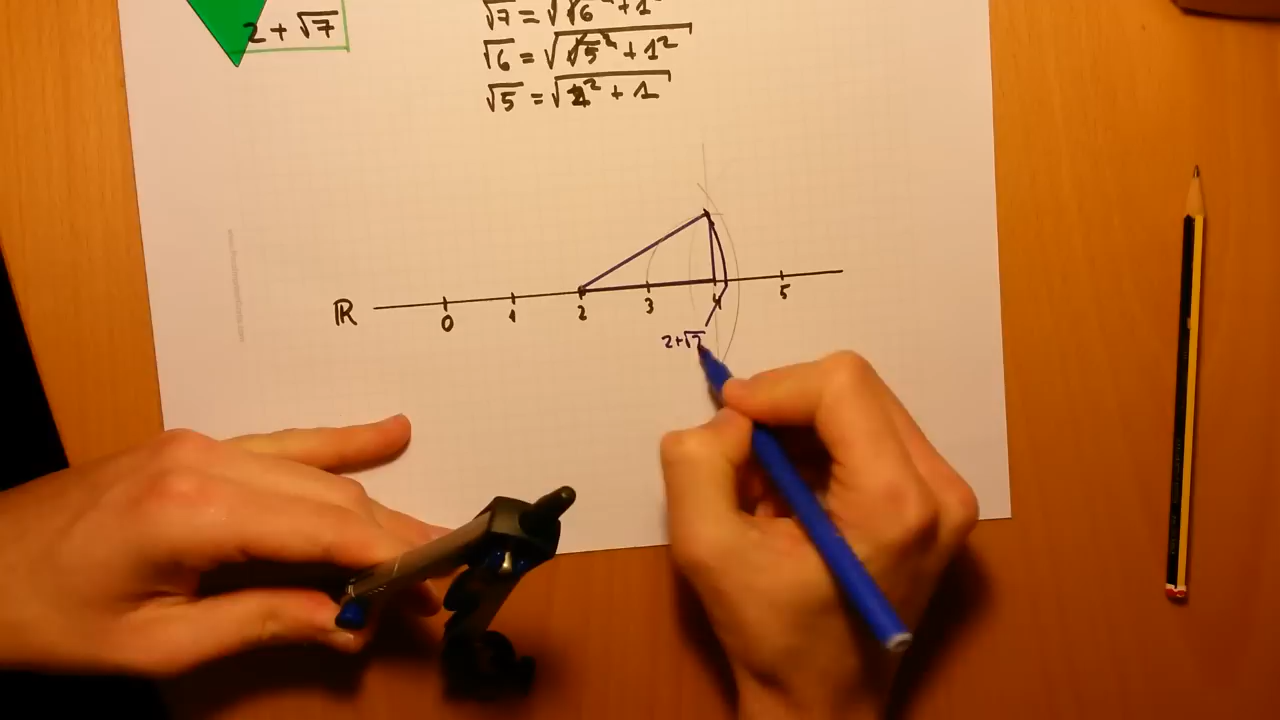 2 + √7
√7 = √√6² + 1²
√6 = √√5² + 1²
√5 = √2² + 1
ℝ 0 1 2 3 4 5
2+√7